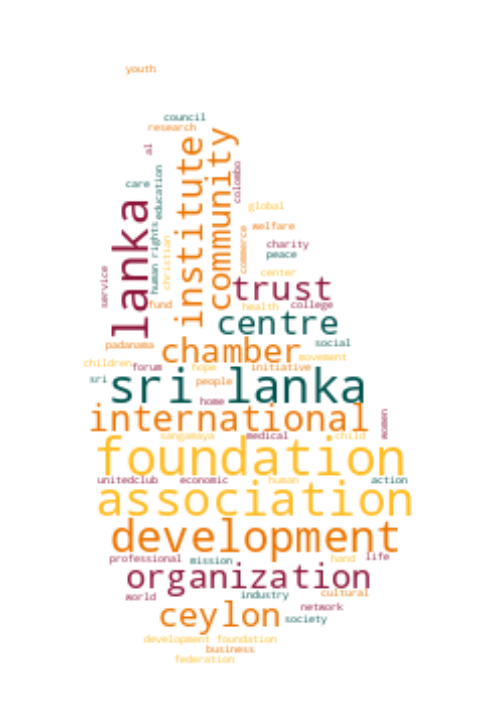 youth
council
research
al
institute
community
care
education
colombo
lanka
global
human rights
christian
commerce
welfare
charity
peace
service
center
trust
fund
health
college
centre
padanama
forum
chamber
social
movement
children
hope
initiative
sri
people
sri lanka
home
international
women
sangamaya
medical
child
foundation
unitedclub
economic
human
action
association
development
professional
mission
hand
life
organization
world
industry
cultural
network
ceylon
society
development foundation
business
federation